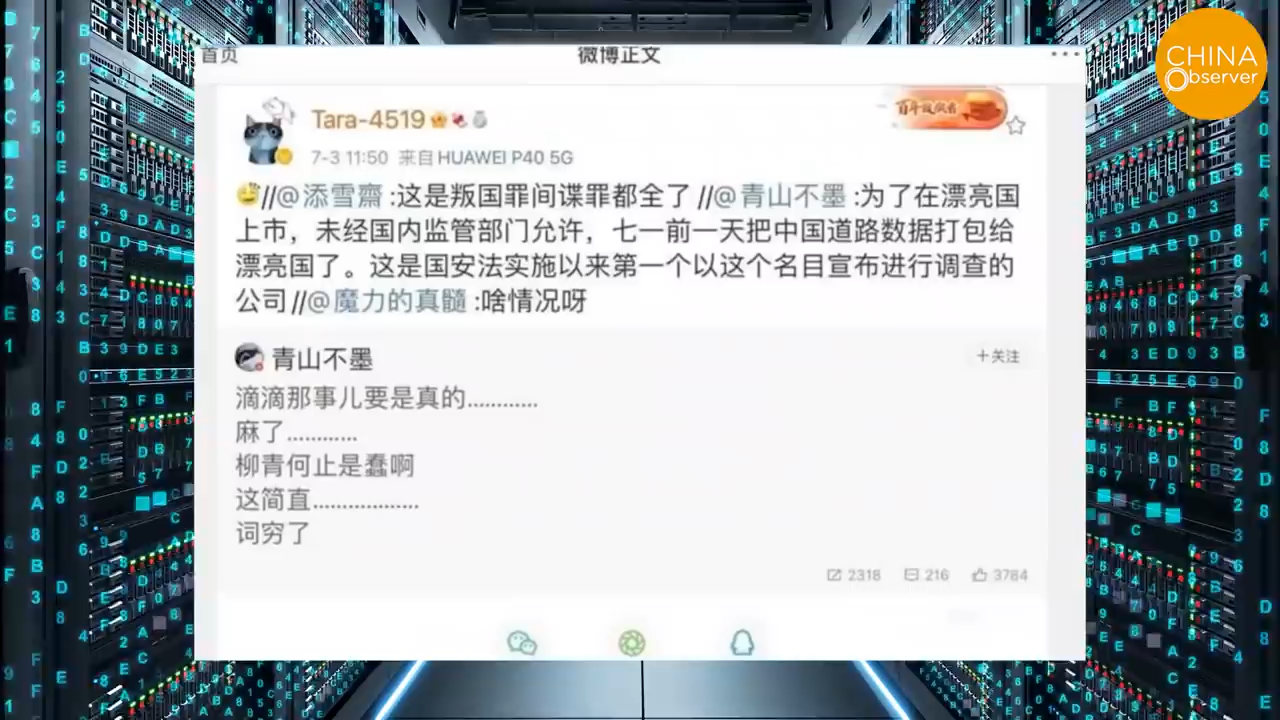 CHINA
Observer
首页
微博正文
Tara-4519
7-3 11:50 来自 HUAWEI P40 5G
//@添雪齋 :这是叛国罪间谍罪都全了 //@青山不墨 :为了在漂亮国
上市，未经国内监管部门允许，七一前一天把中国道路数据打包给
漂亮国了。这是国安法实施以来第一个以这个名目宣布进行调查的
公司 //@魔力的真髓 :啥情况呀
青山不墨
+关注
滴滴那事儿要是真的............
麻了............
柳青何止是蠢啊
这简直..................
词穷了
2318 216 3784